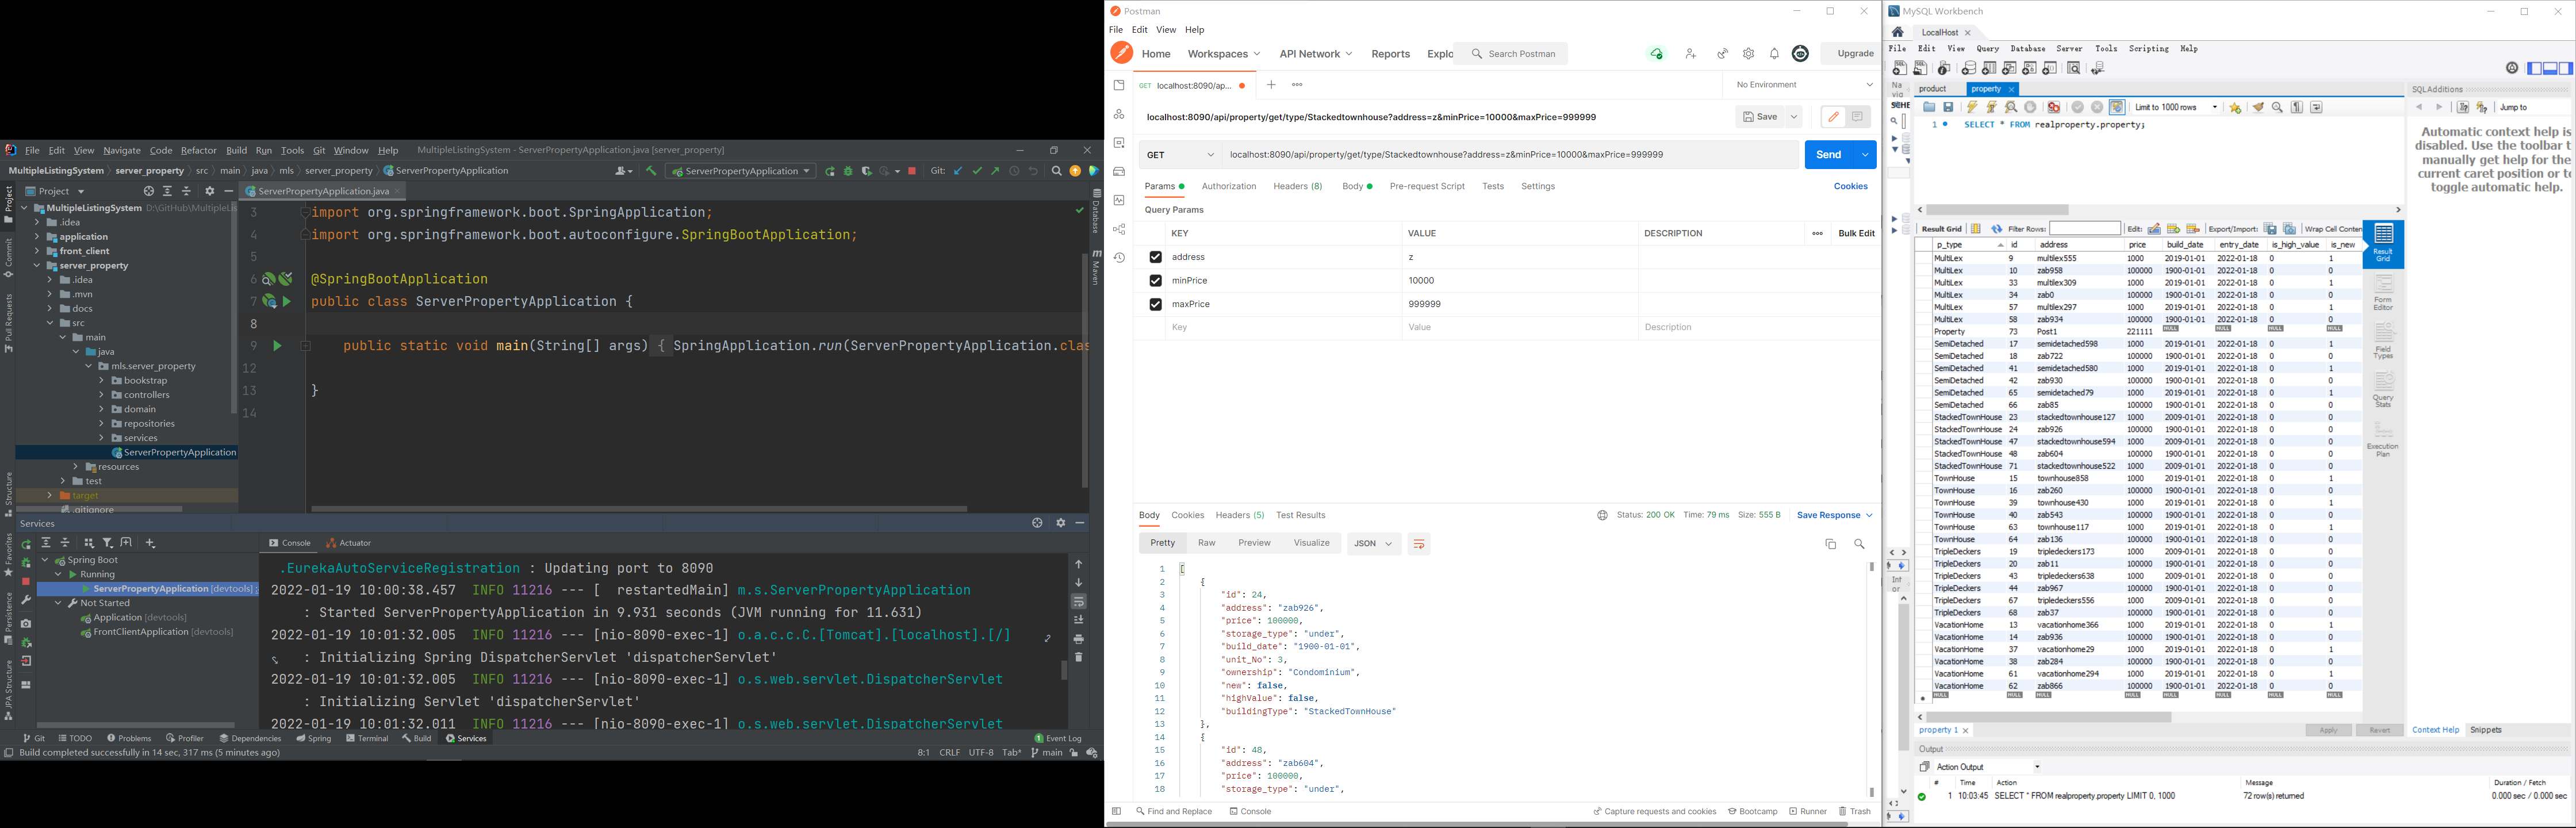 File Edit View Navigate Code Refactor Build Run Tools Git Window Help MultipleListingSystem - ServerPropertyApplication.java [server_property]
MultipleListingSystem > server_property > src > main > java > mls > server_property > ServerPropertyApplication
ServerPropertyApplication
Git:
Project
ServerPropertyApplication.java
MultipleListingSystem D:\GitHub\MultipleLis
.idea
application
front_client
server_property
.idea
.mvn
docs
src
main
java
mls.server_property
bookstrap
controllers
domain
repositories
services
ServerPropertyApplication
resources
test
target
.gitignore
Project
Commit
Pull Requests
Structure
Favorites
Persistence
JPA Structure
Database
Maven
3 import org.springframework.boot.SpringApplication;
4 import org.springframework.boot.autoconfigure.SpringBootApplication;
6 @SpringBootApplication
7 public class ServerPropertyApplication {
8
9 public static void main(String[] args) { SpringApplication.run(ServerPropertyApplication.clas
12
13 }
14
Services
Console Actuator
Spring Boot
Running
ServerPropertyApplication [devtools] :
Not Started
Application [devtools]
FrontClientApplication [devtools]
.EurekaAutoServiceRegistration : Updating port to 8090
2022-01-19 10:00:38.457 INFO 11216 --- [ restartedMain] m.s.ServerPropertyApplication
: Started ServerPropertyApplication in 9.931 seconds (JVM running for 11.631)
2022-01-19 10:01:32.005 INFO 11216 --- [nio-8090-exec-1] o.a.c.c.C.[Tomcat].[localhost].[/]
: Initializing Spring DispatcherServlet 'dispatcherServlet'
2022-01-19 10:01:32.005 INFO 11216 --- [nio-8090-exec-1] o.s.web.servlet.DispatcherServlet
: Initializing Servlet 'dispatcherServlet'
2022-01-19 10:01:32.011 INFO 11216 --- [nio-8090-exec-1] o.s.web.servlet.DispatcherServlet
Git TODO Problems Profiler Dependencies Spring Terminal Build Services 1 Event Log
Build completed successfully in 14 sec, 317 ms (5 minutes ago) 8:1 CRLF UTF-8 Tab* main
Postman
File Edit View Help
Home Workspaces API Network Reports Explo Search Postman Upgrade
GET localhost:8090/ap... No Environment
localhost:8090/api/property/get/type/Stackedtownhouse?address=z&minPrice=10000&maxPrice=999999 Save
GET localhost:8090/api/property/get/type/Stackedtownhouse?address=z&minPrice=10000&maxPrice=999999 Send
Params Authorization Headers (8) Body Pre-request Script Tests Settings Cookies
Query Params
KEY VALUE DESCRIPTION Bulk Edit
address z
minPrice 10000
maxPrice 999999
Key Value Description
Body Cookies Headers (5) Test Results Status: 200 OK Time: 79 ms Size: 555 B Save Response
Pretty Raw Preview Visualize JSON
1 [
2 {
3 "id": 24,
4 "address": "zab926",
5 "price": 100000,
6 "storage_type": "under",
7 "build_date": "1900-01-01",
8 "unit_No": 3,
9 "ownership": "Condominium",
10 "new": false,
11 "highValue": false,
12 "buildingType": "StackedTownHouse"
13 },
14 {
15 "id": 48,
16 "address": "zab604",
17 "price": 100000,
18 "storage_type": "under",
Find and Replace Console Capture requests and cookies Bootcamp Runner Trash
MySQL Workbench
LocalHost
File Edit View Query Database Server Tools Scripting Help
Na
vig
SCHE
product property
SQLAdditions
Limit to 1000 rows
Jump to
1 SELECT * FROM realproperty.property;
Automatic context help is
disabled. Use the toolbar t
manually get help for the
current caret position or to
toggle automatic help.
Result Grid Filter Rows: Edit: Export/Import: Wrap Cell Conten
p_type id address price build_date entry_date is_high_value is_new
MultiLex 9 multilex555 1000 2019-01-01 2022-01-18 0 1
MultiLex 10 zab958 100000 1900-01-01 2022-01-18 0 0
MultiLex 33 multilex309 1000 2019-01-01 2022-01-18 0 1
MultiLex 34 zab0 100000 1900-01-01 2022-01-18 0 0
MultiLex 57 multilex297 1000 2019-01-01 2022-01-18 0 1
MultiLex 58 zab934 100000 1900-01-01 2022-01-18 0 0
Property 73 Post1 221111 NULL NULL NULL NULL
SemiDetached 17 semidetached598 1000 2019-01-01 2022-01-18 0 1
SemiDetached 18 zab722 100000 1900-01-01 2022-01-18 0 0
SemiDetached 41 semidetached580 1000 2019-01-01 2022-01-18 0 1
SemiDetached 42 zab930 100000 1900-01-01 2022-01-18 0 0
SemiDetached 65 semidetached79 1000 2019-01-01 2022-01-18 0 1
SemiDetached 66 zab85 100000 1900-01-01 2022-01-18 0 0
StackedTownHouse 23 stackedtownhouse127 1000 2009-01-01 2022-01-18 0 0
StackedTownHouse 24 zab926 100000 1900-01-01 2022-01-18 0 0
StackedTownHouse 47 stackedtownhouse594 1000 2009-01-01 2022-01-18 0 0
StackedTownHouse 48 zab604 100000 1900-01-01 2022-01-18 0 0
StackedTownHouse 71 stackedtownhouse522 1000 2009-01-01 2022-01-18 0 0
TownHouse 15 townhouse858 1000 2019-01-01 2022-01-18 0 1
TownHouse 16 zab260 100000 1900-01-01 2022-01-18 0 0
TownHouse 39 townhouse430 1000 2019-01-01 2022-01-18 0 1
TownHouse 40 zab543 100000 1900-01-01 2022-01-18 0 0
TownHouse 63 townhouse117 1000 2019-01-01 2022-01-18 0 1
TownHouse 64 zab136 100000 1900-01-01 2022-01-18 0 0
TripleDeckers 19 tripledeckers173 1000 2009-01-01 2022-01-18 0 0
TripleDeckers 20 zab11 100000 1900-01-01 2022-01-18 0 0
TripleDeckers 43 tripledeckers638 1000 2009-01-01 2022-01-18 0 0
TripleDeckers 44 zab967 100000 1900-01-01 2022-01-18 0 0
TripleDeckers 67 tripledeckers556 1000 2009-01-01 2022-01-18 0 0
TripleDeckers 68 zab37 100000 1900-01-01 2022-01-18 0 0
VacationHome 13 vacationhome366 1000 2019-01-01 2022-01-18 0 1
VacationHome 14 zab936 100000 1900-01-01 2022-01-18 0 0
VacationHome 37 vacationhome29 1000 2019-01-01 2022-01-18 0 1
VacationHome 38 zab284 100000 1900-01-01 2022-01-18 0 0
VacationHome 61 vacationhome294 1000 2019-01-01 2022-01-18 0 1
VacationHome 62 zab866 100000 1900-01-01 2022-01-18 0 0
NULL NULL NULL NULL NULL NULL NULL NULL
Result
Grid
Form
Editor
Field
Types
Query
Stats
Execution
Plan
Int
or
property 1 Apply Revert Context Help Snippets
Output
Action Output
# Time Action Message Duration / Fetch
1 10:03:45 SELECT * FROM realproperty.property LIMIT 0, 1000 72 row(s) returned 0.000 sec / 0.000 sec